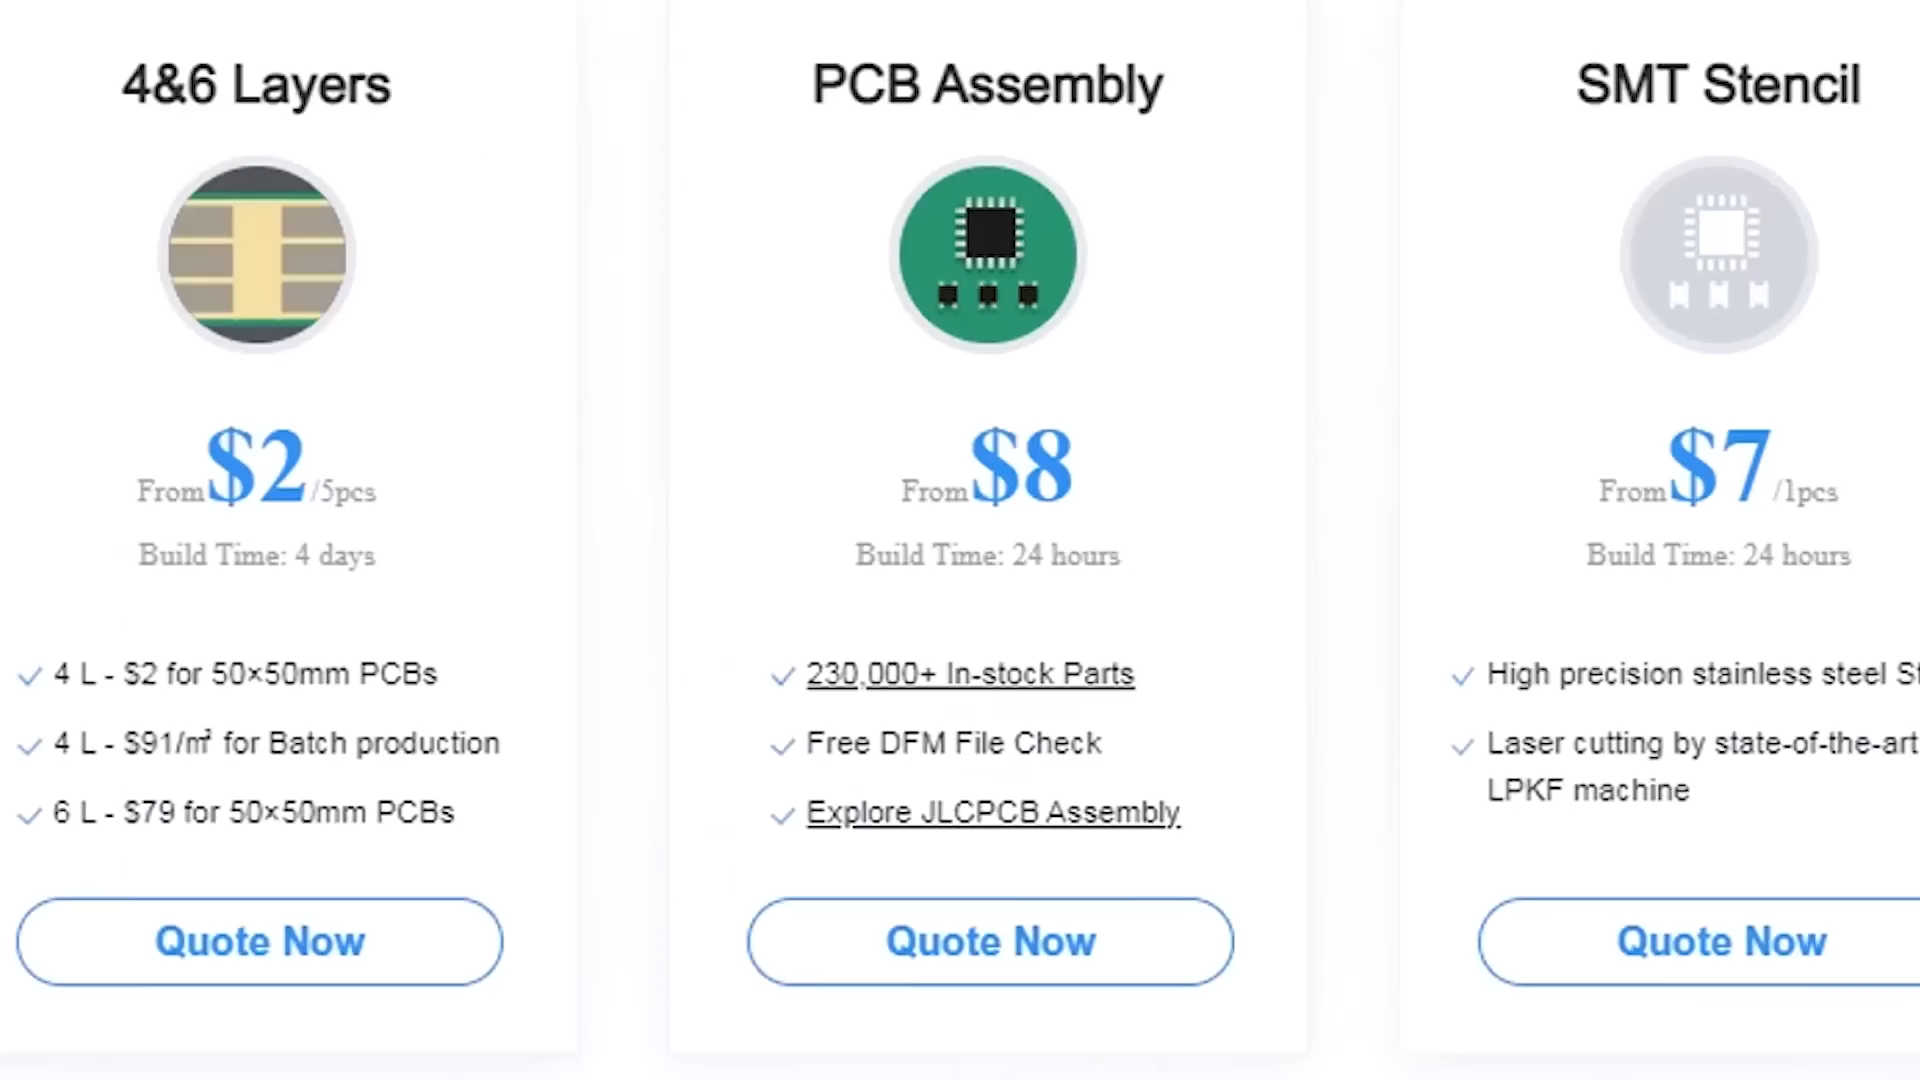 4&6 Layers
From $2 /5pcs
Build Time: 4 days
4 L - $2 for 50×50mm PCBs
4 L - $91/㎡ for Batch production
6 L - $79 for 50×50mm PCBs
Quote Now
PCB Assembly
From $8
Build Time: 24 hours
230,000+ In-stock Parts
Free DFM File Check
Explore JLCPCB Assembly
Quote Now
SMT Stencil
From $7 /1pcs
Build Time: 24 hours
High precision stainless steel
Laser cutting by state-of-the-art
LPKF machine
Quote Now